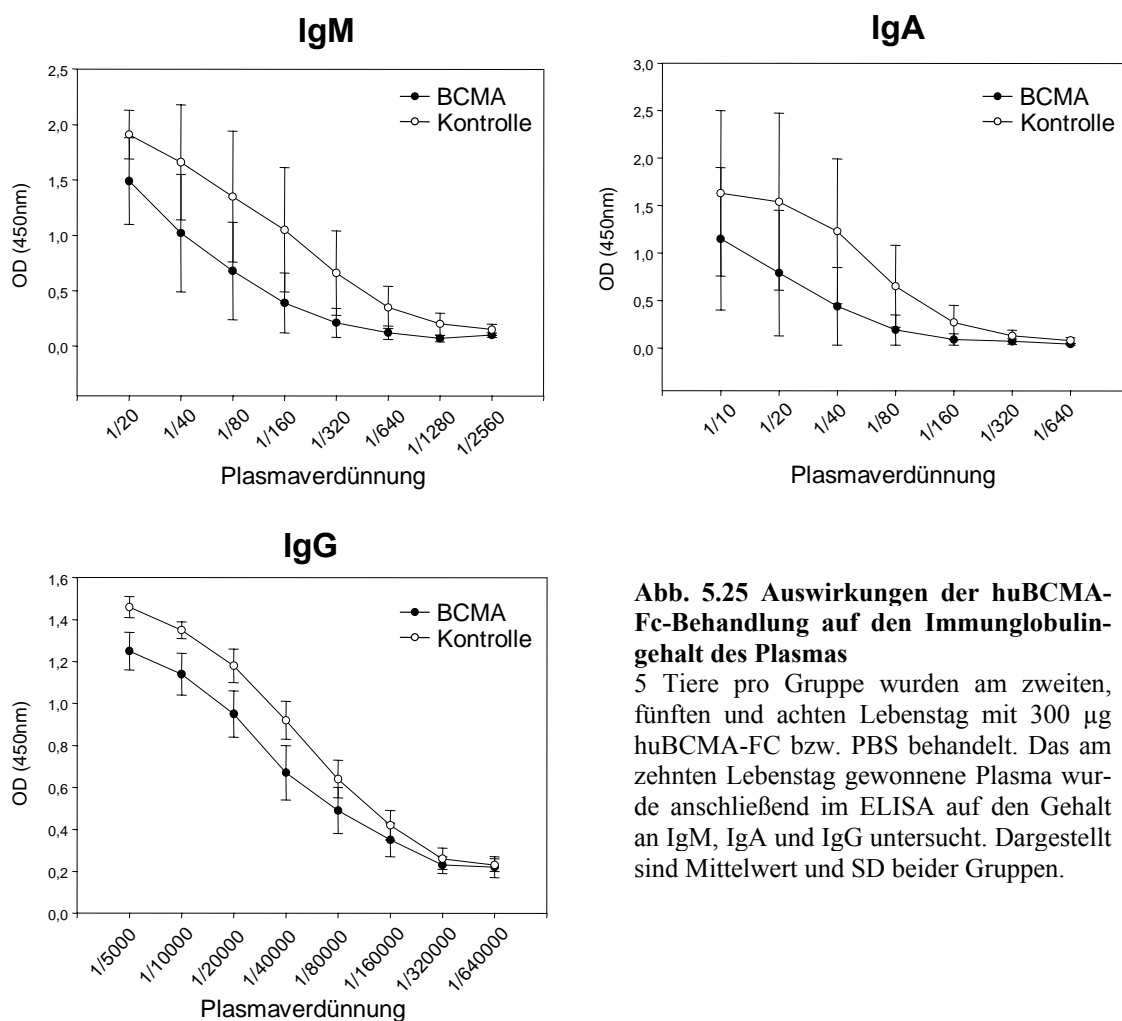 IgM
2,5
2,0
1,5
1,0
0,5
0,0
OD (450nm)
BCMA
Kontrolle
1/20
1/40
1/80
1/160
1/320
1/640
1/1280
1/2560
Plasmaverdünnung
IgA
3,0
2,5
2,0
1,5
1,0
0,5
0,0
OD (450nm)
BCMA
Kontrolle
1/10
1/20
1/40
1/80
1/160
1/320
1/640
Plasmaverdünnung
IgG
1,6
1,4
1,2
1,0
0,8
0,6
0,4
0,2
0,0
OD (450nm)
BCMA
Kontrolle
1/5000
1/10000
1/20000
1/40000
1/80000
1/160000
1/320000
1/640000
Plasmaverdünnung
Abb. 5.25 Auswirkungen der huBCMA-
Fc-Behandlung auf den Immunglobulin-
gehalt des Plasmas
5 Tiere pro Gruppe wurden am zweiten,
fünften und achten Lebenstag mit 300 µg
huBCMA-FC bzw. PBS behandelt. Das am
zehnten Lebenstag gewonnene Plasma wur-
de anschließend im ELISA auf den Gehalt
an IgM, IgA und IgG untersucht. Dargestellt
sind Mittelwert und SD beider Gruppen.